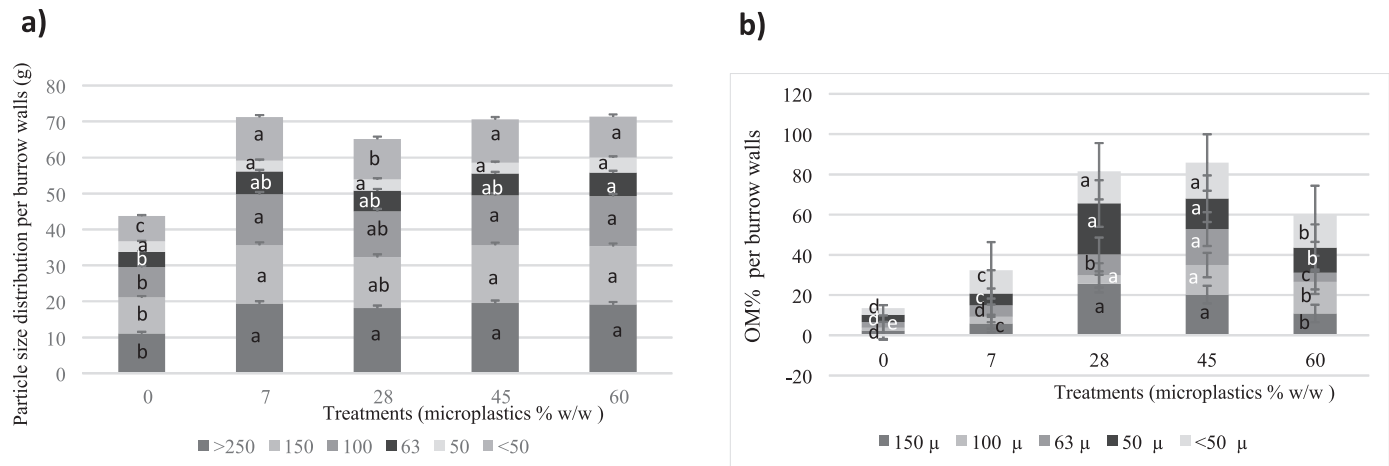 a)
b)
Particle size distribution per burrow walls (g)
80
70
60
50
40
30
20
10
0
c
a
b
b
b
b
a
a
ab
a
a
a
b
a
ab
ab
ab
a
a
a
ab
a
a
a
a
a
a
a
a
a
0
7
28
45
60
Treatments (microplastics % w/w )
>250
150
100
63
50
<50
OM% per burrow walls
120
100
80
60
40
20
0
-20
d
d
e
d
c
c
d
c
a
a
b
a
a
a
a
a
a
a
b
b
c
b
b
0
7
28
45
60
Treatments (microplastics % w/w )
150 μ
100 μ
63 μ
50 μ
<50 μ